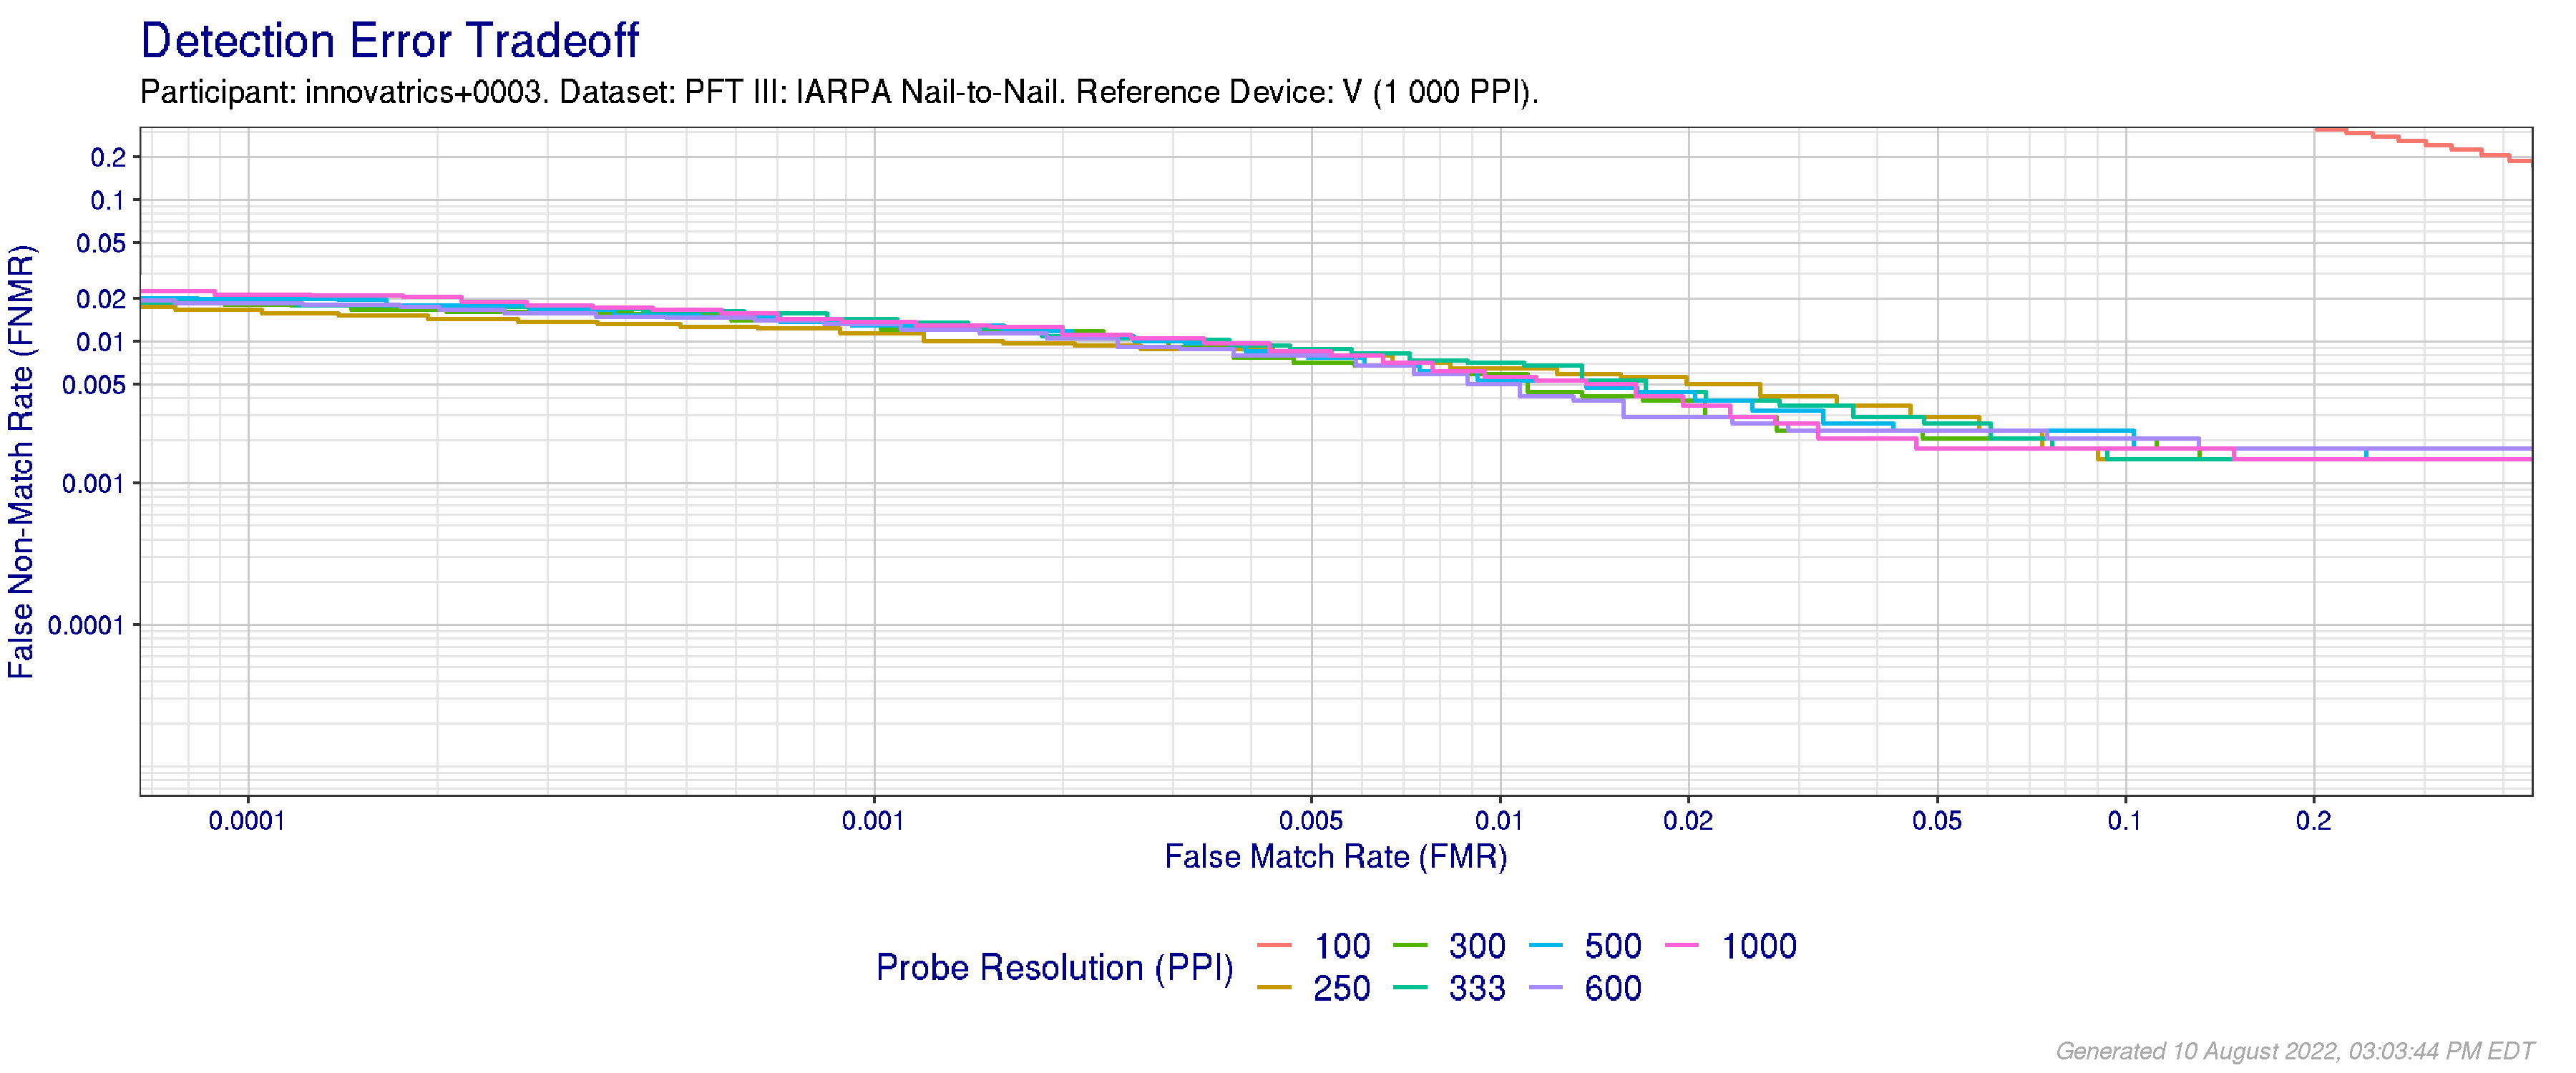 Detection Error Tradeoff
Participant: innovatrics+0003. Dataset: PFT III: IARPA Nail-to-Nail. Reference Device: V (1 000 PPI).
False Non-Match Rate (FNMR)
0.2
0.1
0.05
0.02
0.01
0.005
0.001
0.0001
0.0001 0.001 0.005 0.01 0.02 0.05 0.1 0.2
False Match Rate (FMR)
Probe Resolution (PPI)
100 300 500 1000
250 333 600
Generated 10 August 2022, 03:03:44 PM EDT